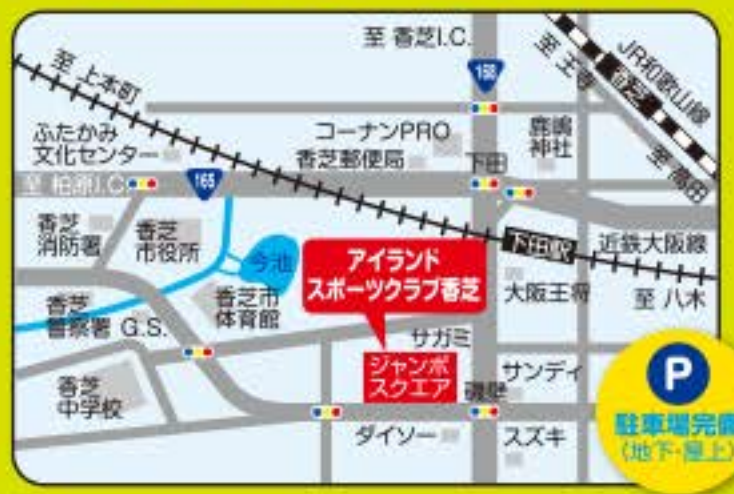 至 香芝I.C.
168
JR和歌山線
至 王寺
香芝
至 高田
至 上本町
ふたかみ
文化センター
コーナンPRO
香芝郵便局
下田
鹿嶋
神社
至 柏原I.C.
165
香芝
消防署
香芝
市役所
今池
アイランド
スポーツクラブ香芝
下田駅
近鉄大阪線
大阪王将
至 八木
香芝
警察署
G.S.
香芝市
体育館
サガミ
ジャンボ
スクエア
磯壁
サンディ
香芝
中学校
ダイソー
スズキ
P
駐車場完備
(地下・屋上)